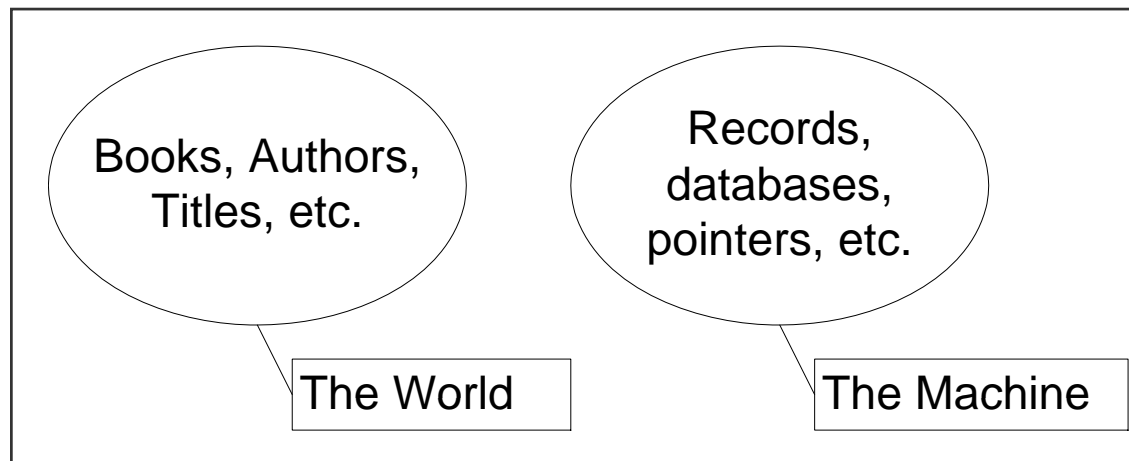 Books, Authors,
Titles, etc.
Records,
databases,
pointers, etc.
The World
The Machine